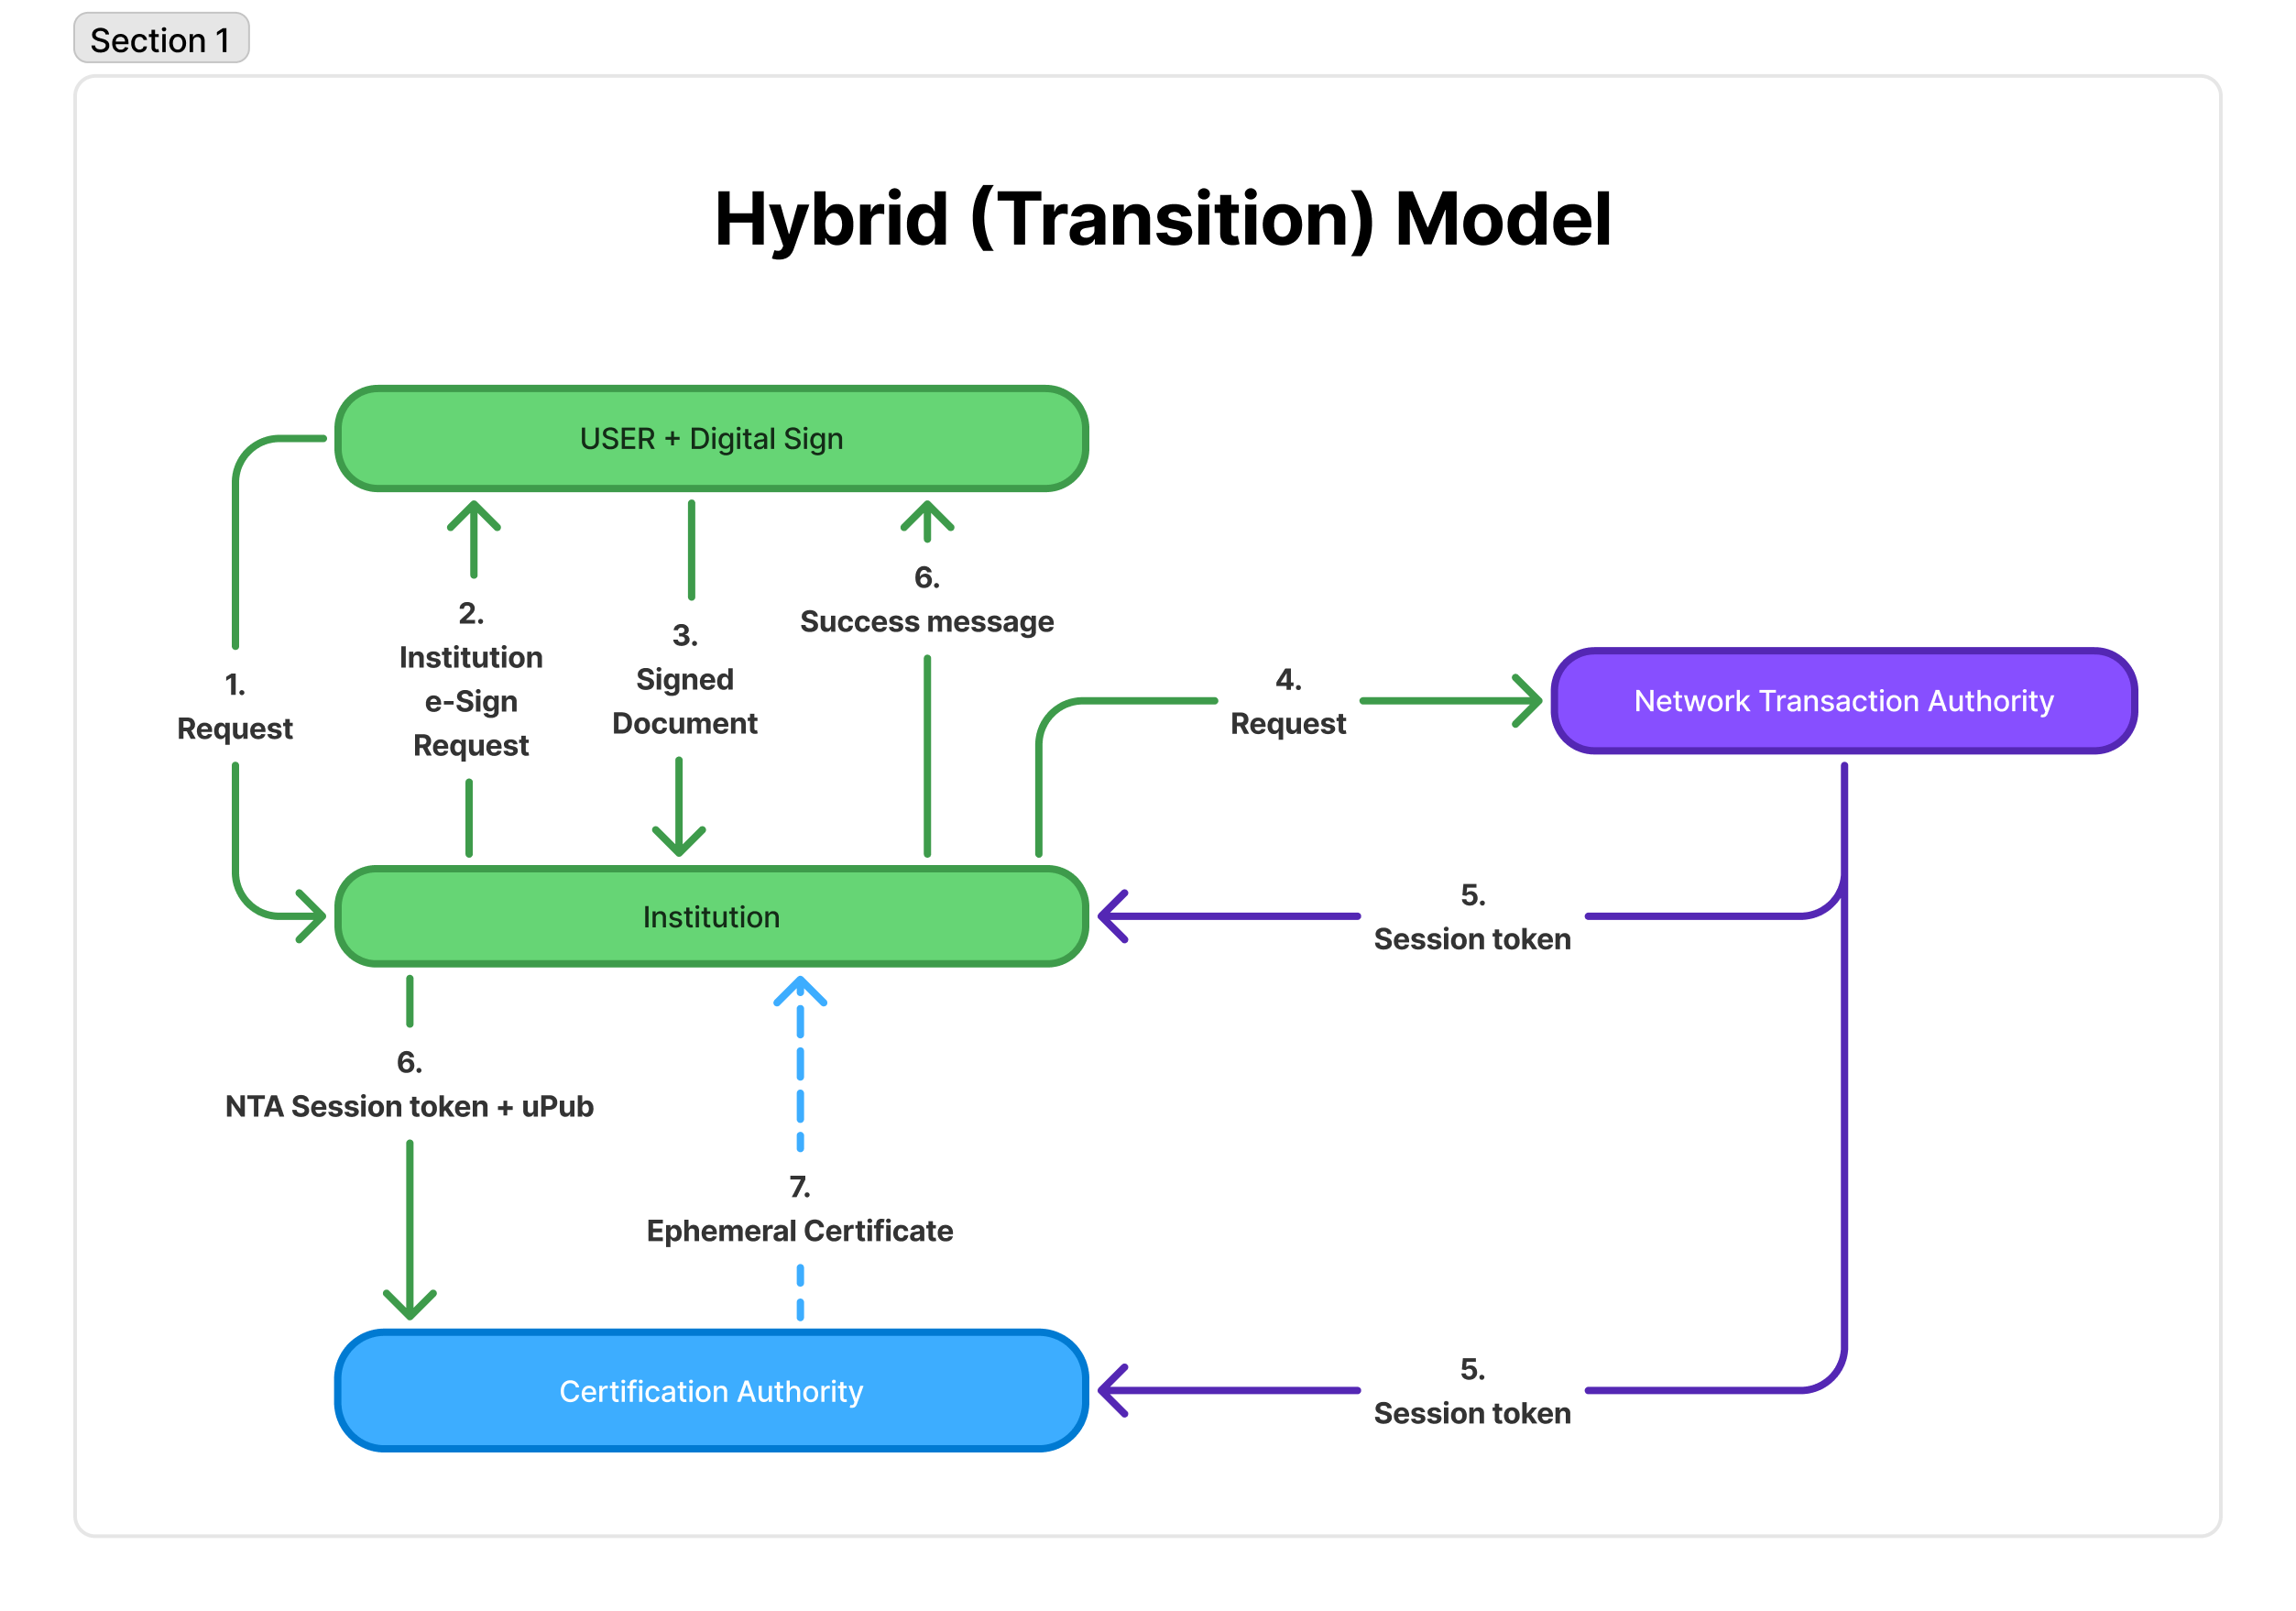 Section 1
Hybrid (Transition) Model
USER + Digital Sign
1.
Request
2.
Institution
e-Sign
Request
3.
Signed
Document
6.
Success message
4.
Request
Network Transaction Authority
Institution
5.
Session token
6.
NTA Session token + uPub
7.
Ephemeral Certificate
Certification Authority
5.
Session token